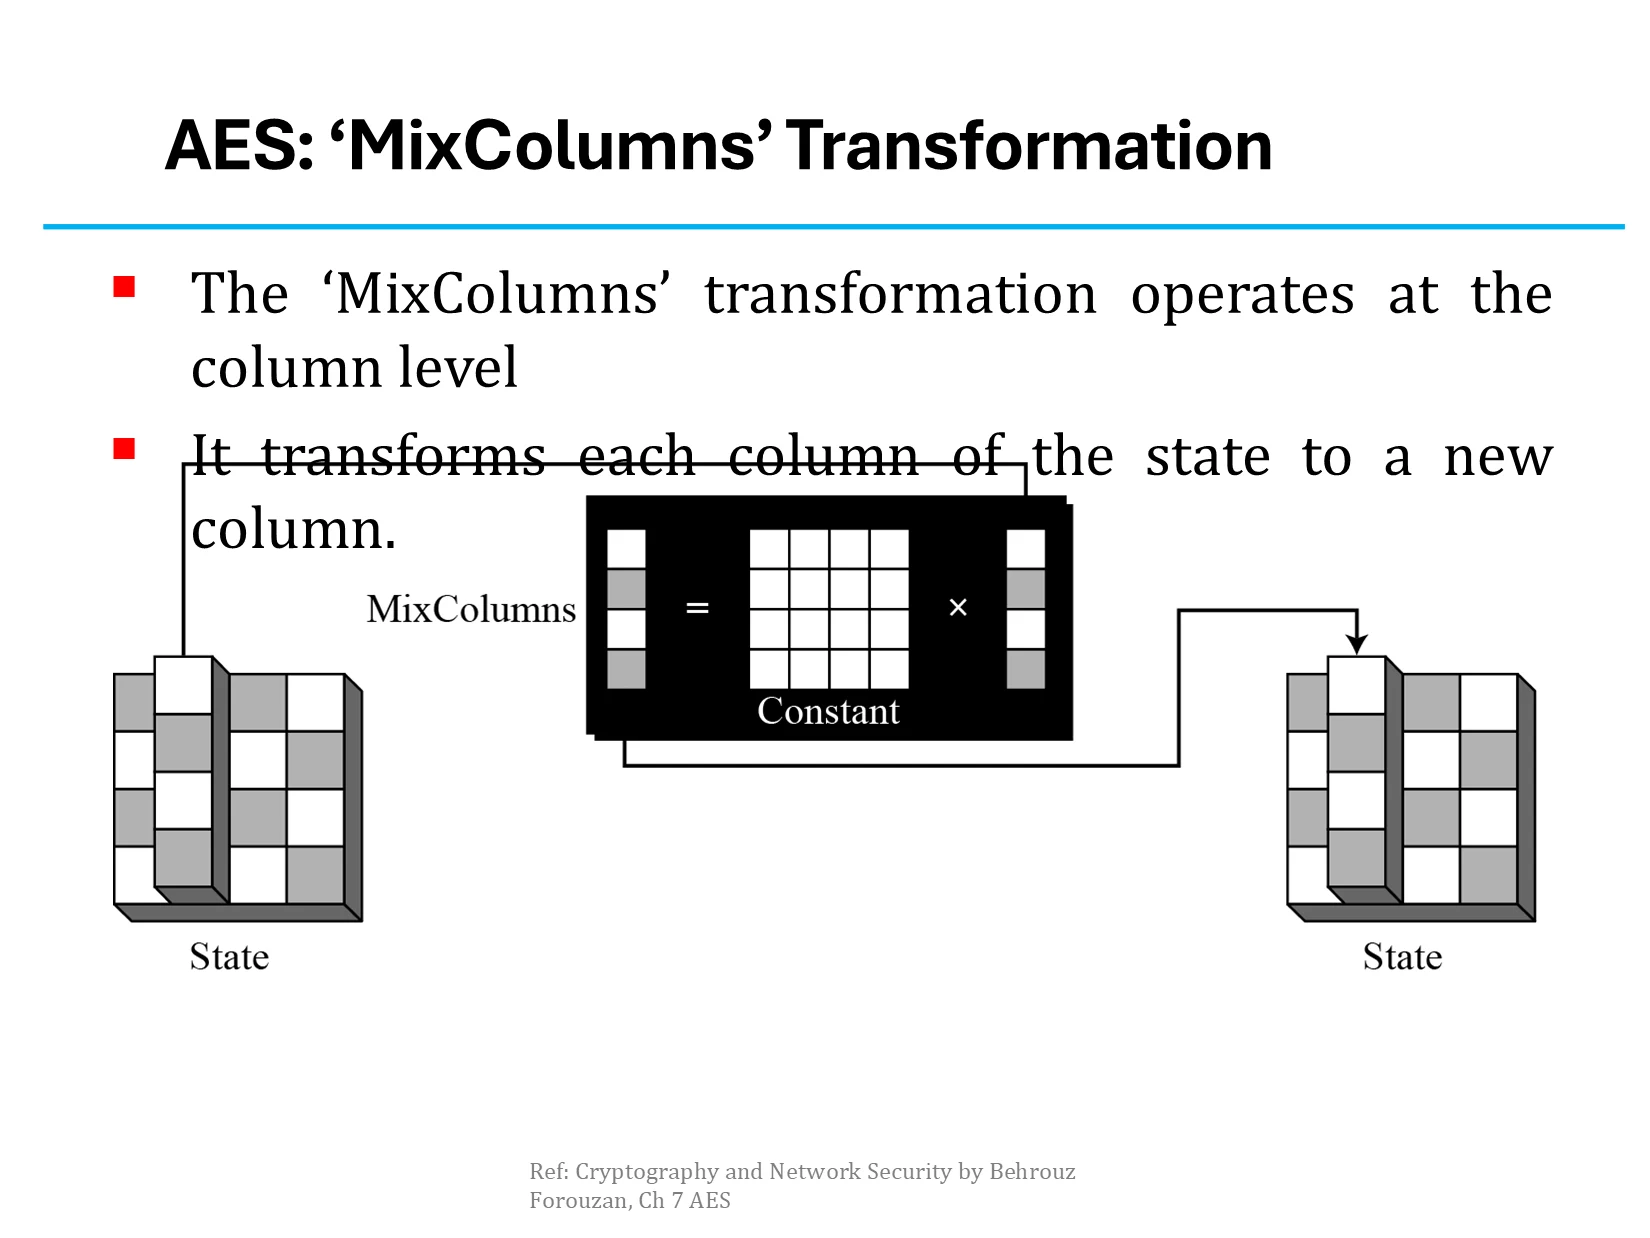 AES: ‘MixColumns’ Transformation
The ‘MixColumns’ transformation operates at the
column level
It transforms each column of the state to a new
column.
MixColumns
=
×
Constant
State
State
Ref: Cryptography and Network Security by Behrouz
Forouzan, Ch 7 AES